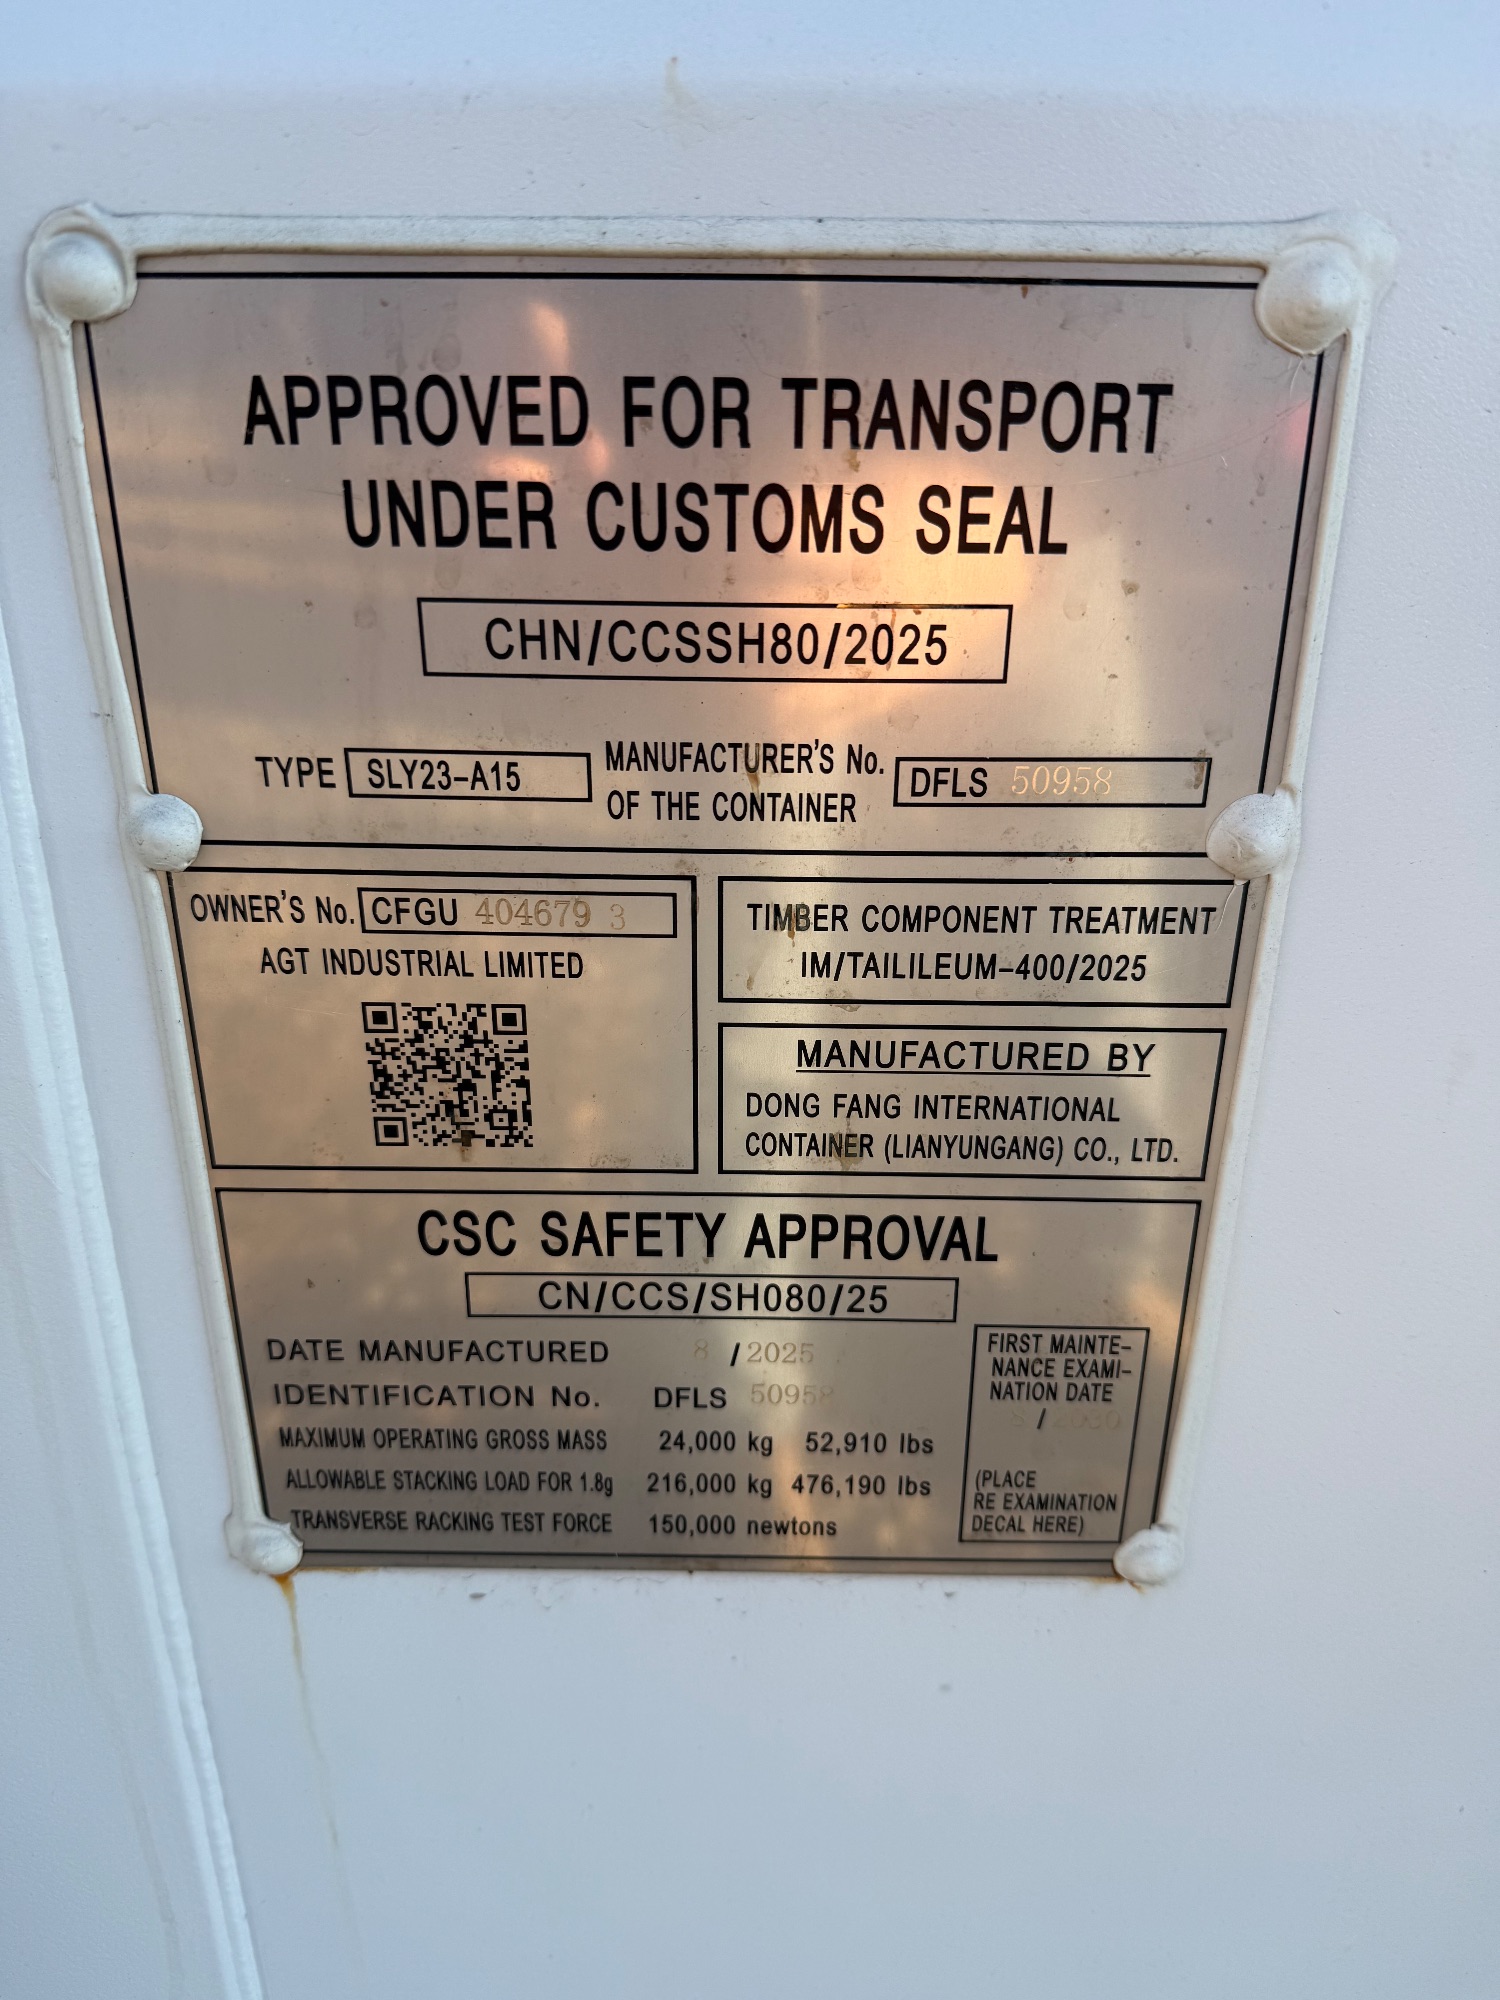 APPROVED FOR TRANSPORT
UNDER CUSTOMS SEAL
CHN/CCSSH80/2025
TYPE SLY23-A15 MANUFACTURER'S No. OF THE CONTAINER DFLS 50958
OWNER'S No. CFGU 404679 3
AGT INDUSTRIAL LIMITED
TIMBER COMPONENT TREATMENT
IM/TAILILEUM-400/2025
MANUFACTURED BY
DONG FANG INTERNATIONAL
CONTAINER (LIANYUNGANG) CO., LTD.
CSC SAFETY APPROVAL
CN/CCS/SH080/25
DATE MANUFACTURED 8 /2025
IDENTIFICATION No. DFLS 50958
MAXIMUM OPERATING GROSS MASS 24,000 kg 52,910 lbs
ALLOWABLE STACKING LOAD FOR 1.8g 216,000 kg 476,190 lbs
TRANSVERSE RACKING TEST FORCE 150,000 newtons
FIRST MAINTE-
NANCE EXAMI-
NATION DATE
8 / 2030
(PLACE
RE EXAMINATION
DECAL HERE)